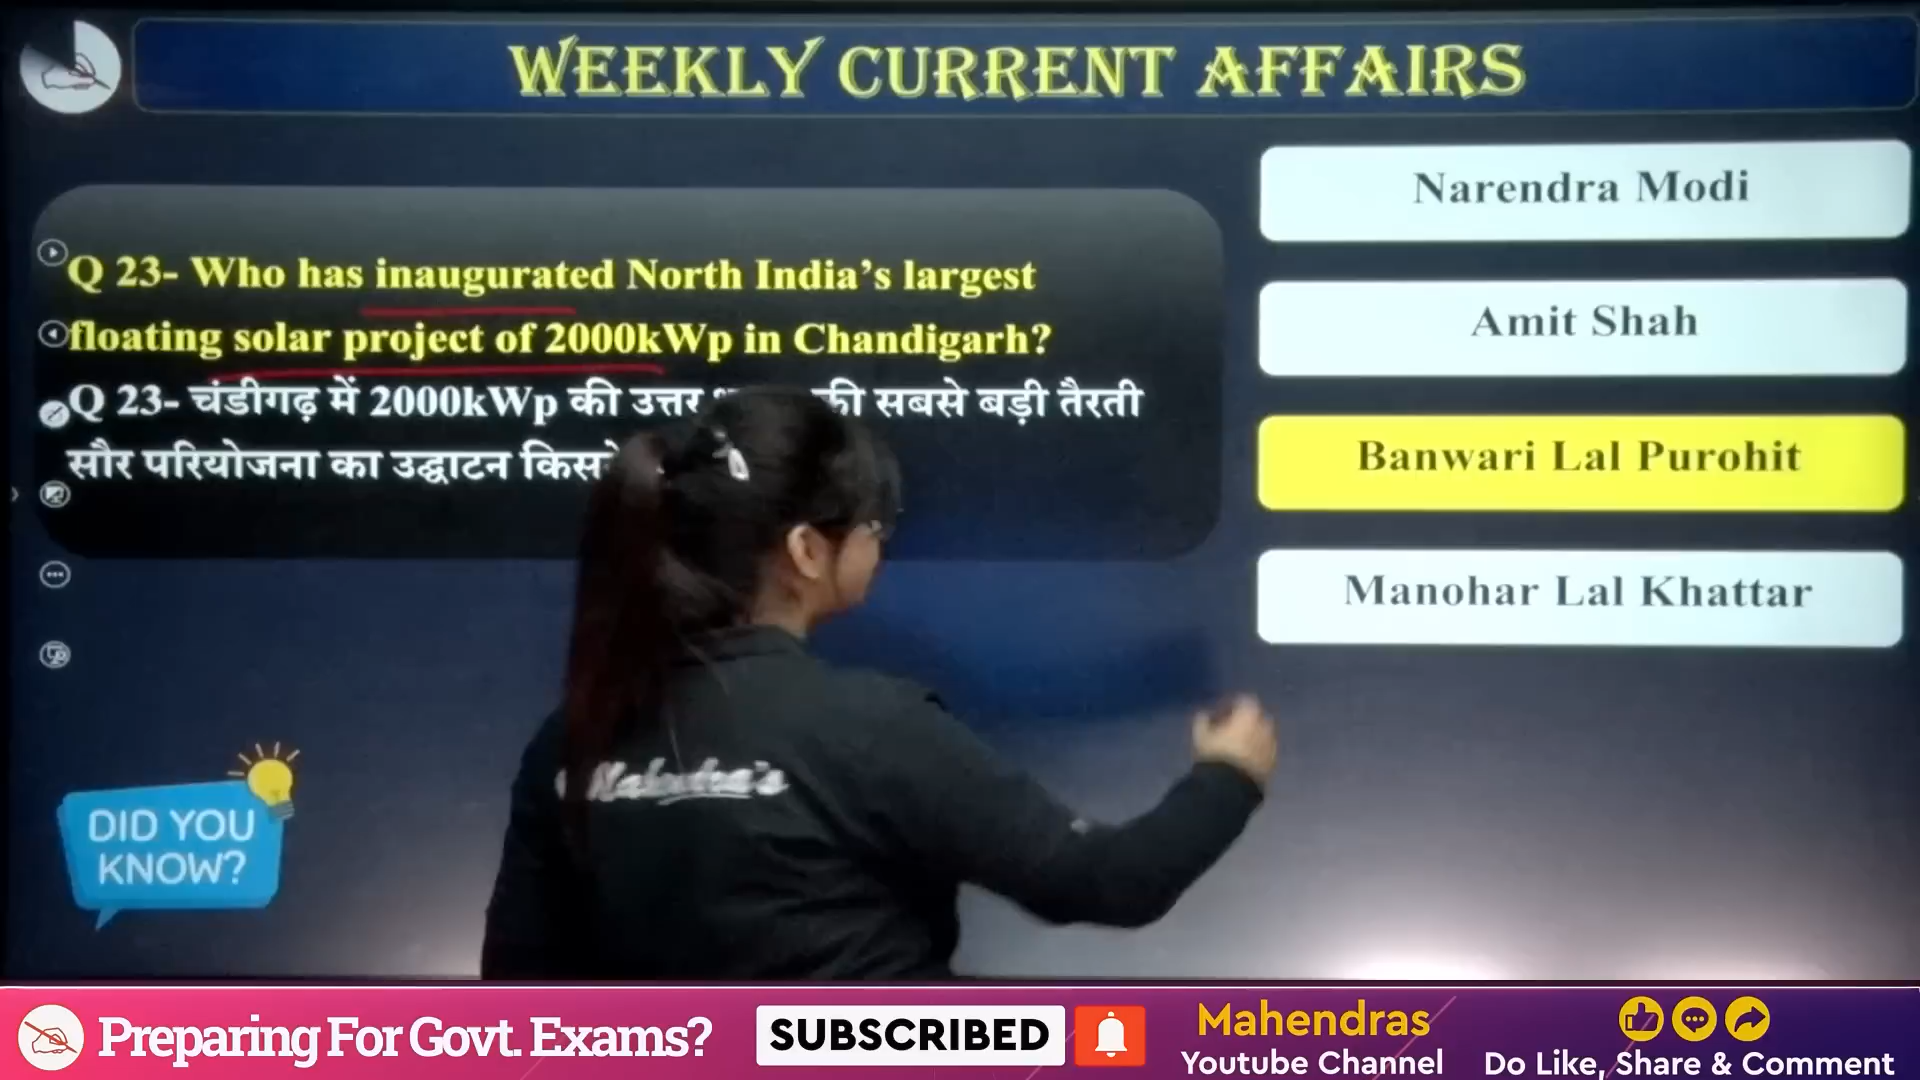 WEEKLY CURRENT AFFAIRS
Q 23- Who has inaugurated North India’s largest
floating solar project of 2000kWp in Chandigarh?
Q 23- चंडीगढ़ में 2000kWp की उत्तर की सबसे बड़ी तैरती
सौर परियोजना का उद्घाटन
Narendra Modi
Amit Shah
Banwari Lal Purohit
Manohar Lal Khattar
DID YOU
KNOW?
Mahendra's
Preparing For Govt. Exams?
SUBSCRIBED
Mahendras
Youtube Channel
Do Like, Share & Comment